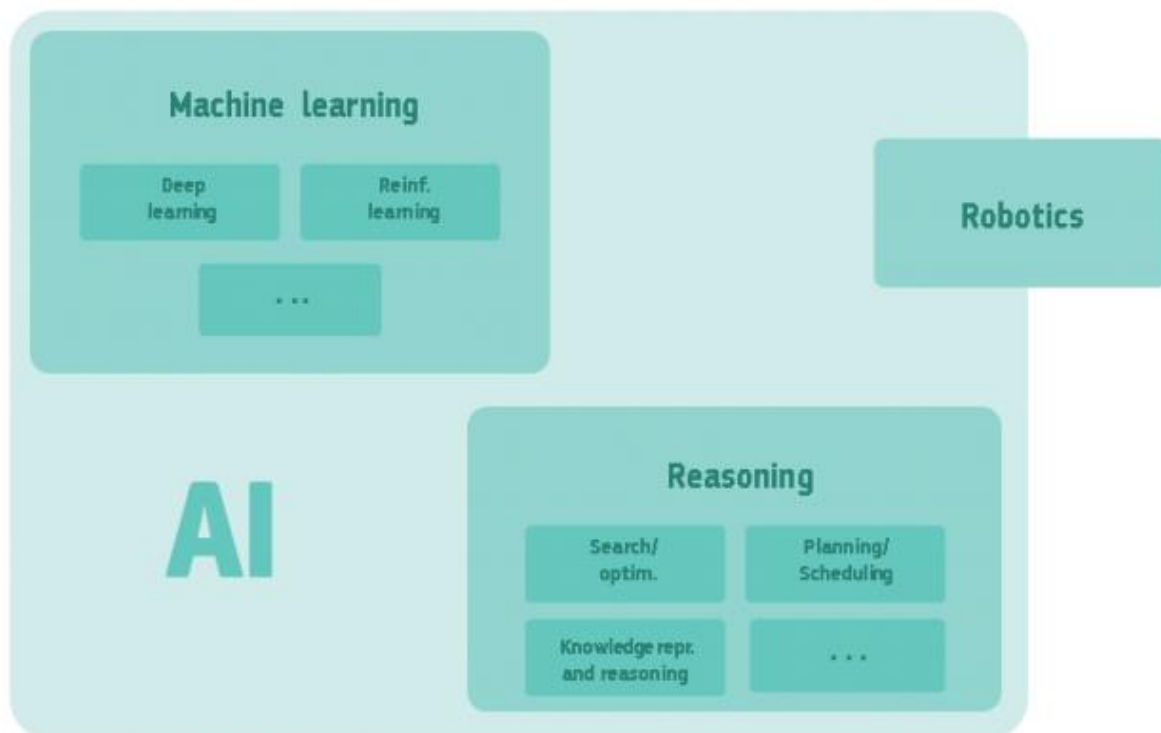 Machine learning
Deep
learning
Reinf.
learning
...
Robotics
AI
Reasoning
Search/
optim.
Planning/
Scheduling
Knowledge repr.
and reasoning
...